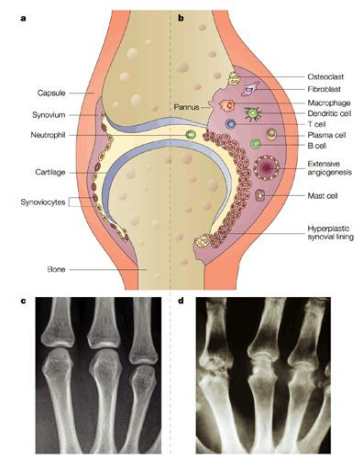 a
b
Capsule
Synovium
Neutrophil
Cartilage
Synoviocytes
Bone
Pannus
Osteoclast
Fibroblast
Macrophage
Dendritic cell
T cell
Plasma cell
B cell
Extensive
angiogenesis
Mast cell
Hyperplastic
synovial lining
c
d